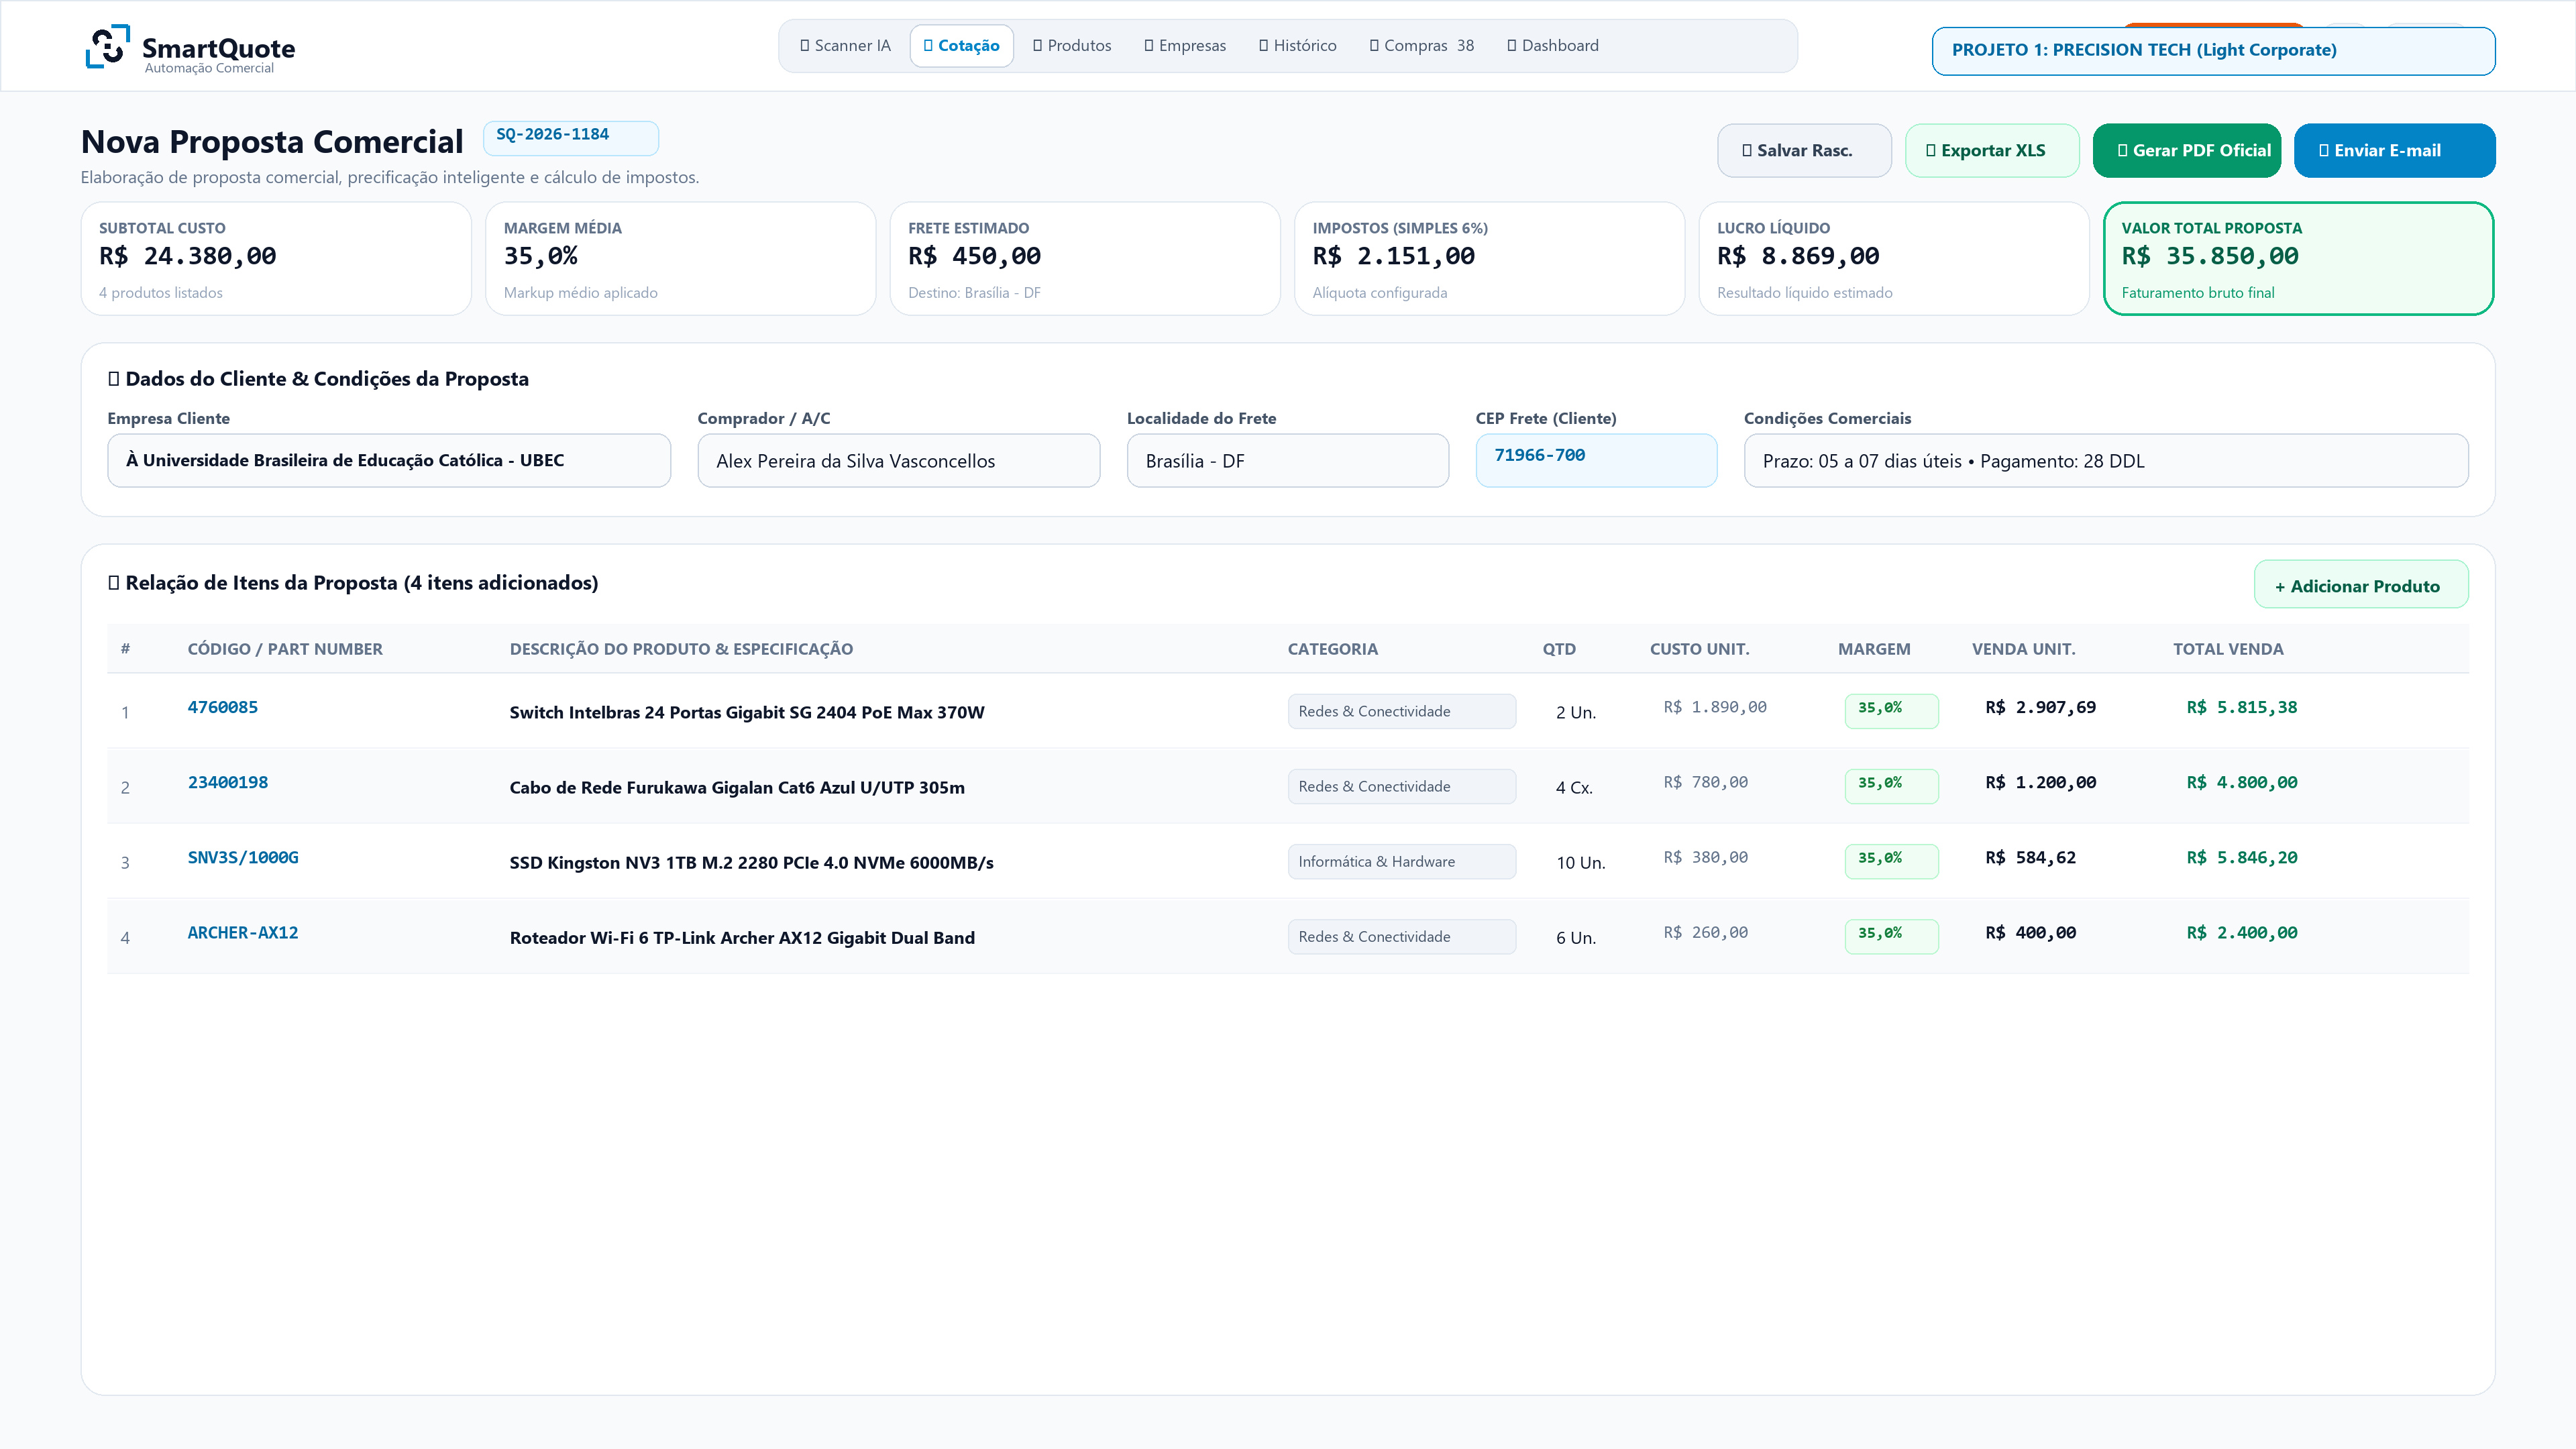 SmartQuote
Automação Comercial
Scanner IA
Cotação
Produtos
Empresas
Histórico
Compras 38
Dashboard
PROJETO 1: PRECISION TECH (Light Corporate)
Nova Proposta Comercial
SQ-2026-1184
Elaboração de proposta comercial, precificação inteligente e cálculo de impostos.
Salvar Rasc.
Exportar XLS
Gerar PDF Oficial
Enviar E-mail
SUBTOTAL CUSTO
R$ 24.380,00
4 produtos listados
MARGEM MÉDIA
35,0%
Markup médio aplicado
FRETE ESTIMADO
R$ 450,00
Destino: Brasília - DF
IMPOSTOS (SIMPLES 6%)
R$ 2.151,00
Alíquota configurada
LUCRO LÍQUIDO
R$ 8.869,00
Resultado líquido estimado
VALOR TOTAL PROPOSTA
R$ 35.850,00
Faturamento bruto final
Dados do Cliente & Condições da Proposta
Empresa Cliente
À Universidade Brasileira de Educação Católica - UBEC
Comprador / A/C
Alex Pereira da Silva Vasconcellos
Localidade do Frete
Brasília - DF
CEP Frete (Cliente)
71966-700
Condições Comerciais
Prazo: 05 a 07 dias úteis • Pagamento: 28 DDL
Relação de Itens da Proposta (4 itens adicionados)
+ Adicionar Produto
# CÓDIGO / PART NUMBER DESCRIÇÃO DO PRODUTO & ESPECIFICAÇÃO CATEGORIA QTD CUSTO UNIT. MARGEM VENDA UNIT. TOTAL VENDA
1 4760085 Switch Intelbras 24 Portas Gigabit SG 2404 PoE Max 370W Redes & Conectividade 2 Un. R$ 1.890,00 35,0% R$ 2.907,69 R$ 5.815,38
2 23400198 Cabo de Rede Furukawa Gigalan Cat6 Azul U/UTP 305m Redes & Conectividade 4 Cx. R$ 780,00 35,0% R$ 1.200,00 R$ 4.800,00
3 SNV3S/1000G SSD Kingston NV3 1TB M.2 2280 PCIe 4.0 NVMe 6000MB/s Informática & Hardware 10 Un. R$ 380,00 35,0% R$ 584,62 R$ 5.846,20
4 ARCHER-AX12 Roteador Wi-Fi 6 TP-Link Archer AX12 Gigabit Dual Band Redes & Conectividade 6 Un. R$ 260,00 35,0% R$ 400,00 R$ 2.400,00